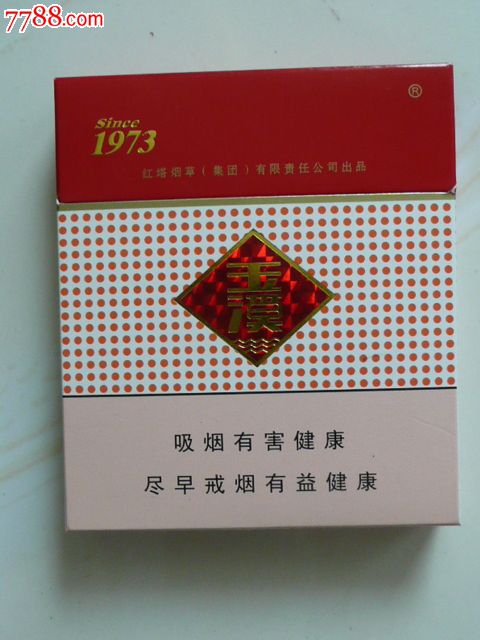 7788.com
Since
1973
®
红塔烟草（集团）有限责任公司出品
玉溪
吸烟有害健康
尽早戒烟有益健康